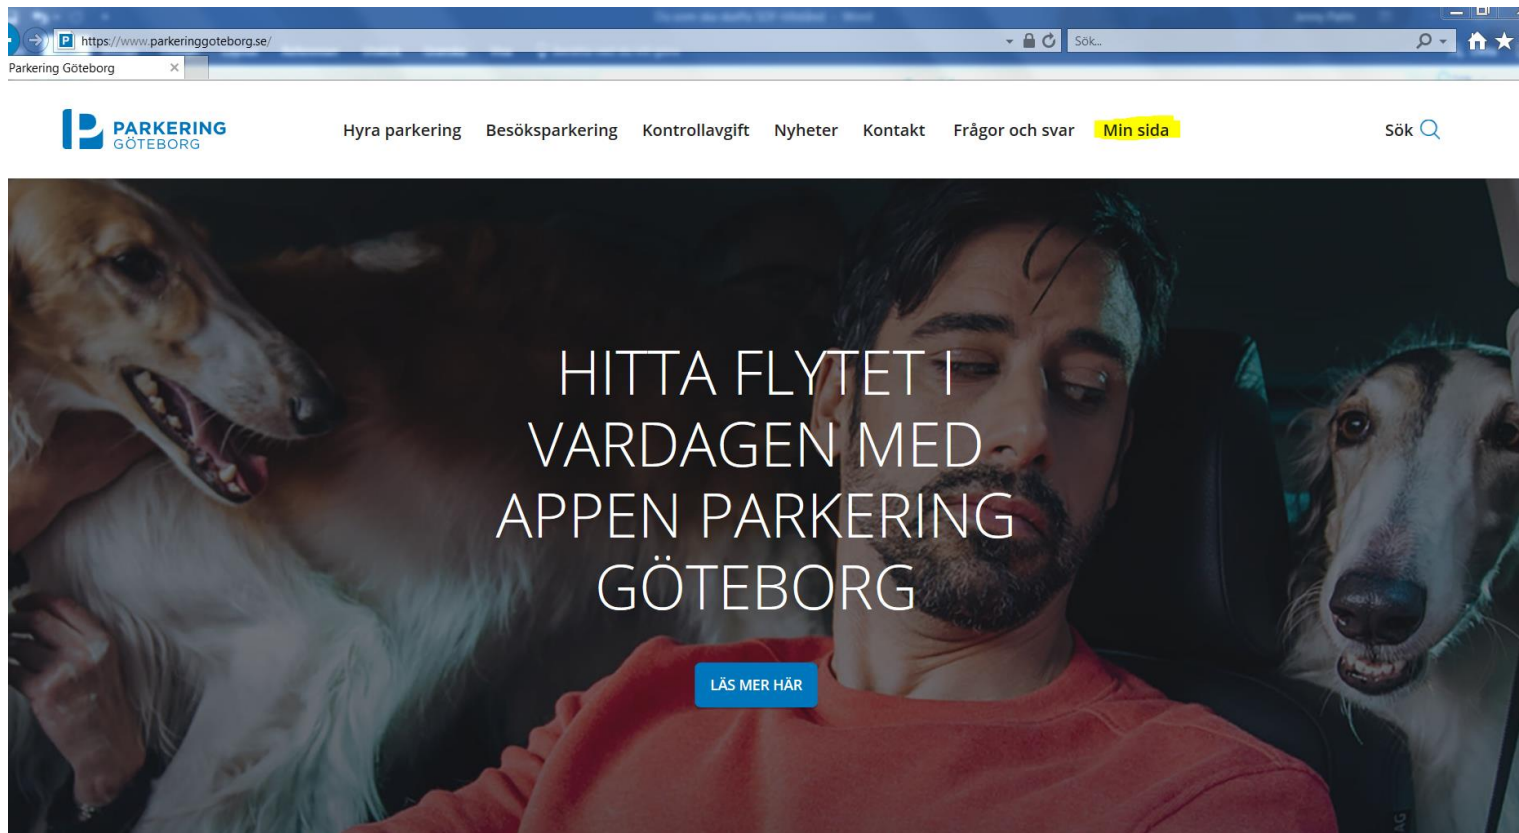 https://www.parkeringgoteborg.se/
Sök...
Parkering Göteborg
PARKERING
GÖTEBORG
Hyra parkering Besöksparkering Kontrollavgift Nyheter Kontakt Frågor och svar Min sida
Sök
HITTA FLYTET I
VARDAGEN MED
APPEN PARKERING
GÖTEBORG
LÄS MER HÄR